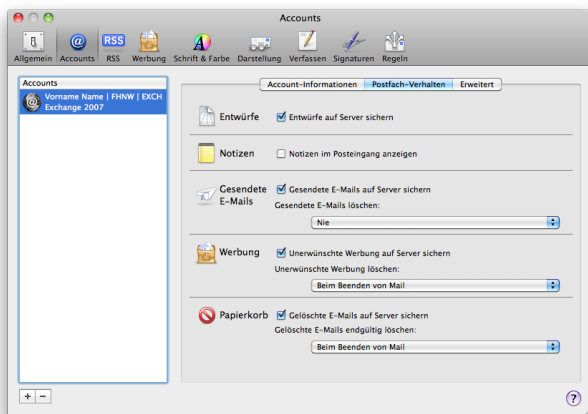 Accounts
RSS
Allgemein Accounts RSS Werbung Schrift & Farbe Darstellung Verfassen Signaturen Regeln
Accounts
Vorname Name | FHNW | EXCH
Exchange 2007
Account-Informationen Postfach-Verhalten Erweitert
Entwürfe Entwürfe auf Server sichern
Notizen Notizen im Posteingang anzeigen
Gesendete E-Mails Gesendete E-Mails auf Server sichern
Gesendete E-Mails löschen:
Nie
Werbung Unerwünschte Werbung auf Server sichern
Unerwünschte Werbung löschen:
Beim Beenden von Mail
Papierkorb Gelöschte E-Mails auf Server sichern
Gelöschte E-Mails endgültig löschen:
Beim Beenden von Mail
+ − ?